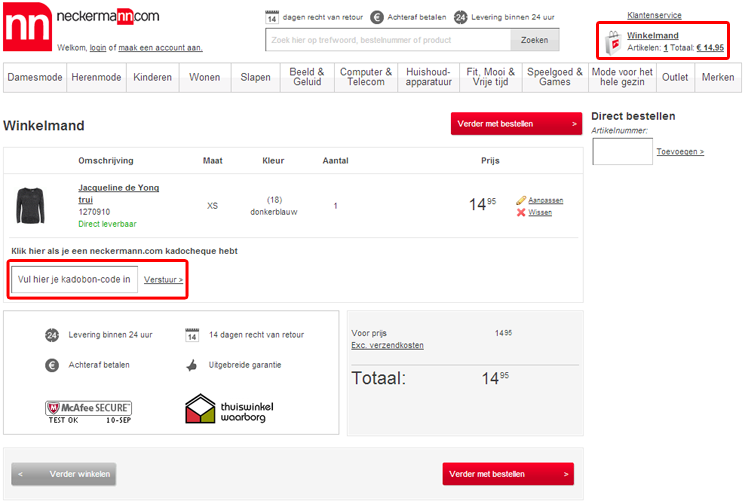 nn neckermann.com
14 dagen recht van retour € Achteraf betalen 24 Levering binnen 24 uur
Klantenservice
Welkom, login of maak een account aan.
Zoek hier op trefwoord, bestelnummer of product Zoeken
Winkelmand
Artikelen: 1 Totaal: € 14,95
Damesmode Herenmode Kinderen Wonen Slapen Beeld & Geluid Computer & Telecom Huishoud-apparatuur Fit, Mooi & Vrije tijd Speelgoed & Games Mode voor het hele gezin Outlet Merken
Winkelmand
Verder met bestellen >
Direct bestellen
Artikelnummer:
Toevoegen >
Omschrijving Maat Kleur Aantal Prijs
Jacqueline de Yong
trui
1270910
Direct leverbaar
XS
(18)
donkerblauw
1
14 95
Aanpassen
Wissen
Klik hier als je een neckermann.com kadocheque hebt
Vul hier je kadobon-code in Verstuur >
24 Levering binnen 24 uur 14 14 dagen recht van retour
€ Achteraf betalen Uitgebreide garantie
McAfee SECURE
TEST OK 10-SEP
thuiswinkel
waarborg
Voor prijs 14 95
Exc. verzendkosten
Totaal: 14 95
< Verder winkelen
Verder met bestellen >